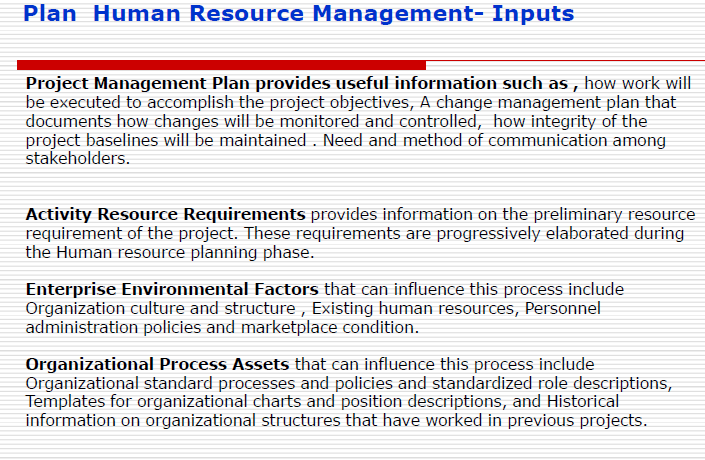 Plan  Human Resource Management- Inputs
Project Management Plan provides useful information such as , how work will
be executed to accomplish the project objectives, A change management plan that
documents how changes will be monitored and controlled,  how integrity of the
project baselines will be maintained . Need and method of communication among
stakeholders.
Activity Resource Requirements provides information on the preliminary resource
requirement of the project. These requirements are progressively elaborated during
the Human resource planning phase.
Enterprise Environmental Factors that can influence this process include
Organization culture and structure , Existing human resources, Personnel
administration policies and marketplace condition.
Organizational Process Assets that can influence this process include
Organizational standard processes and policies and standardized role descriptions,
Templates for organizational charts and position descriptions, and Historical
information on organizational structures that have worked in previous projects.